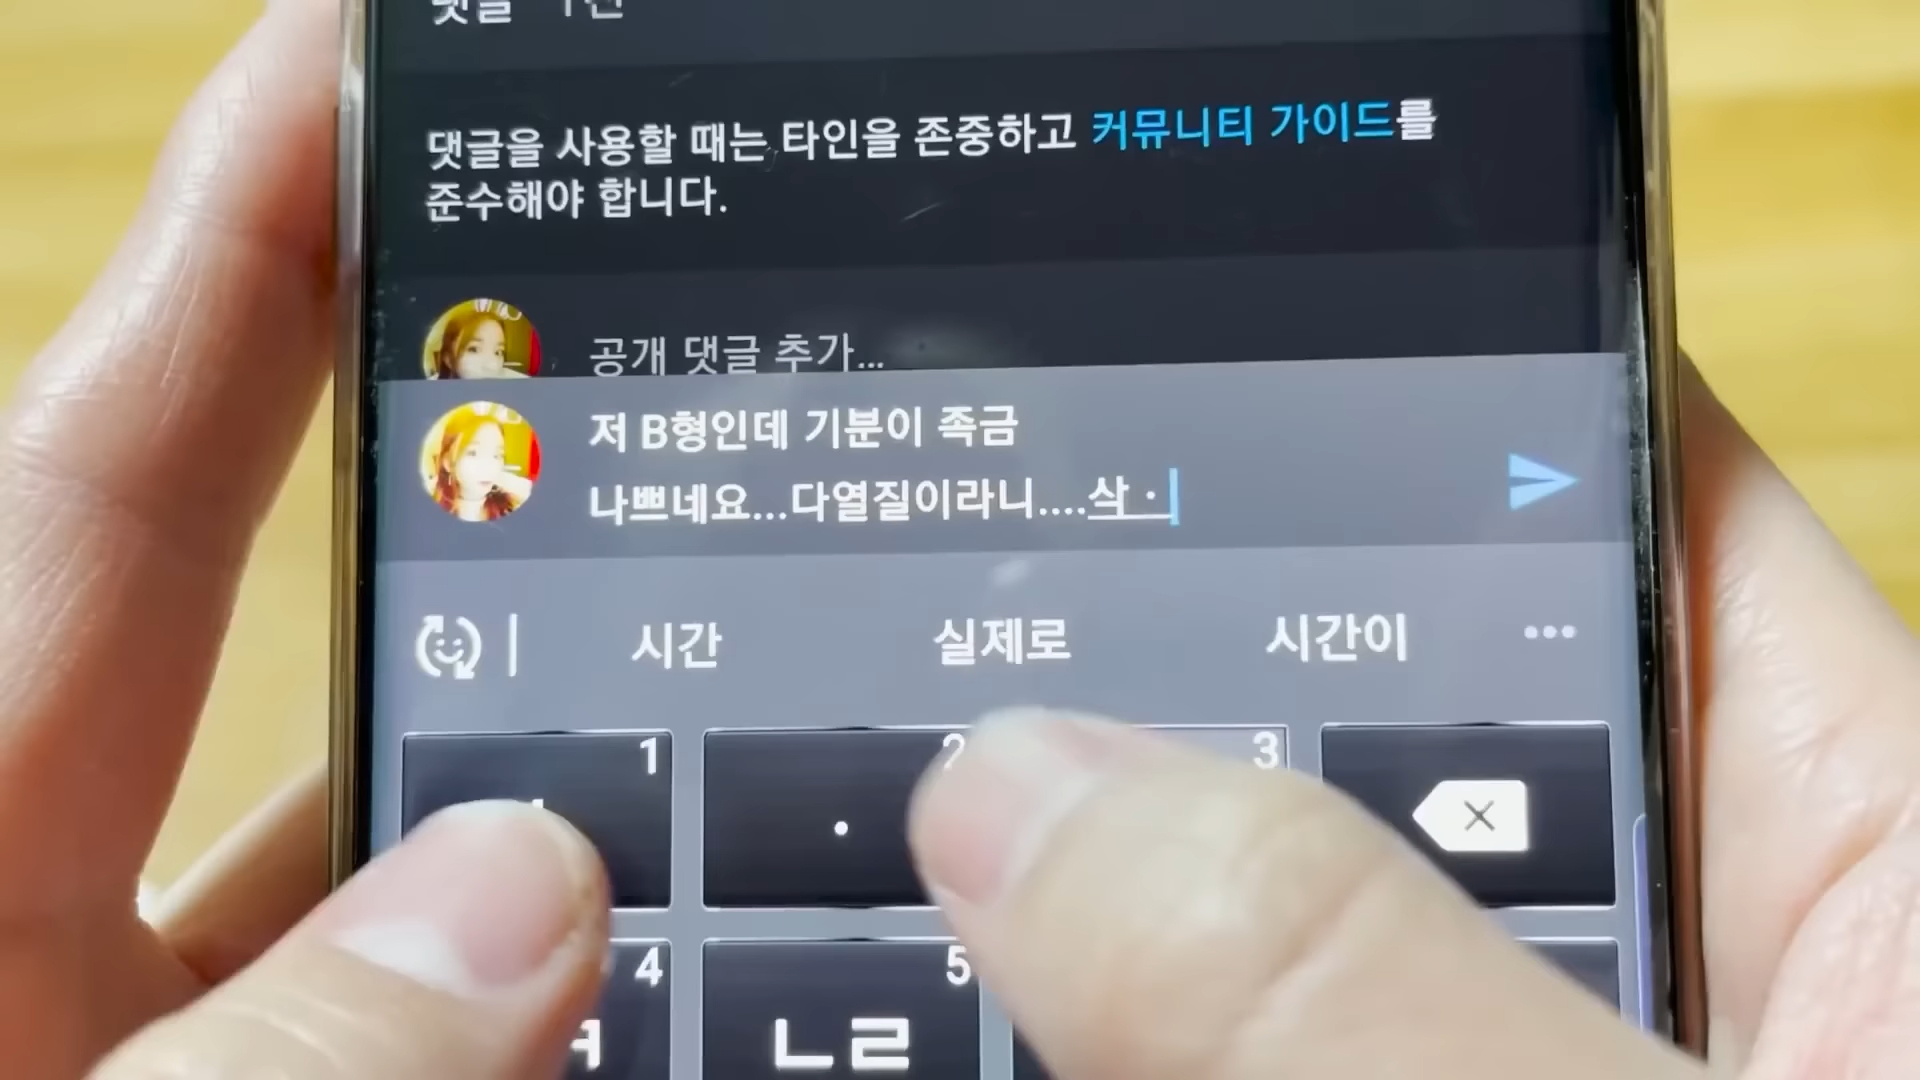 댓글
댓글을 사용할 때는 타인을 존중하고 커뮤니티 가이드를
준수해야 합니다.
공개 댓글 추가...
저 B형인데 기분이 족금
나쁘네요...다열질이라니....삭ㆍ
시간 실제로 시간이 •••
1 2 3
.
4 5
ㄴㄹ